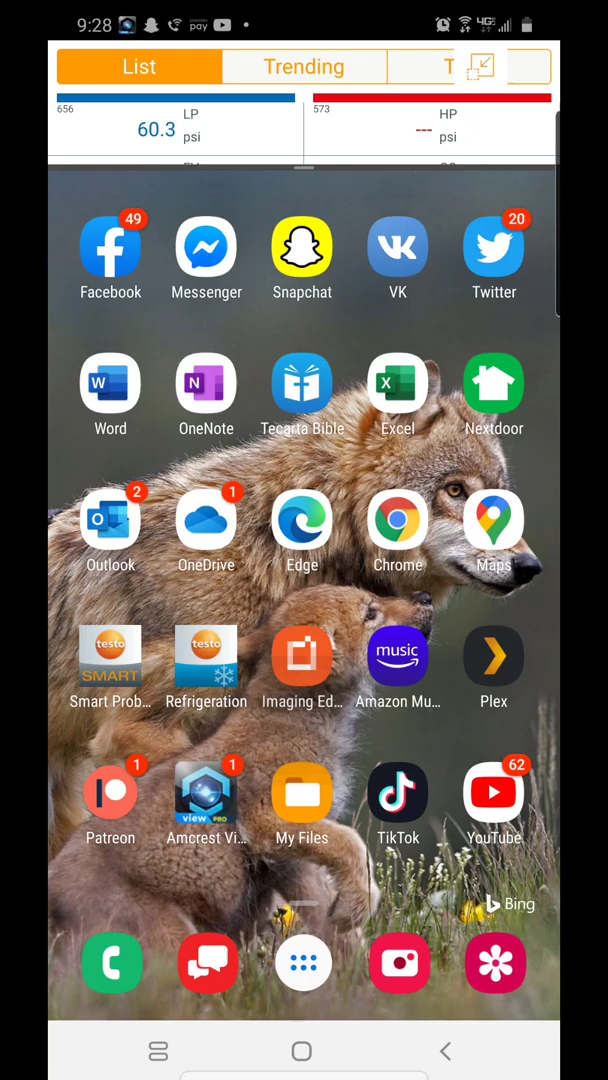 9:28 SAMSUNG pay 4GE
List Trending T
656 LP 573 HP
60.3 psi --- psi
49 20
Facebook Messenger Snapchat VK Twitter
W N X
Word OneNote Tecarta Bible Excel Nextdoor
2 1
Outlook OneDrive Edge Chrome Maps
testo testo music
SMART
Smart Prob... Refrigeration Imaging Ed... Amazon Mu... Plex
1 1 62
view PRO
Patreon Amcrest Vi... My Files TikTok YouTube
Bing